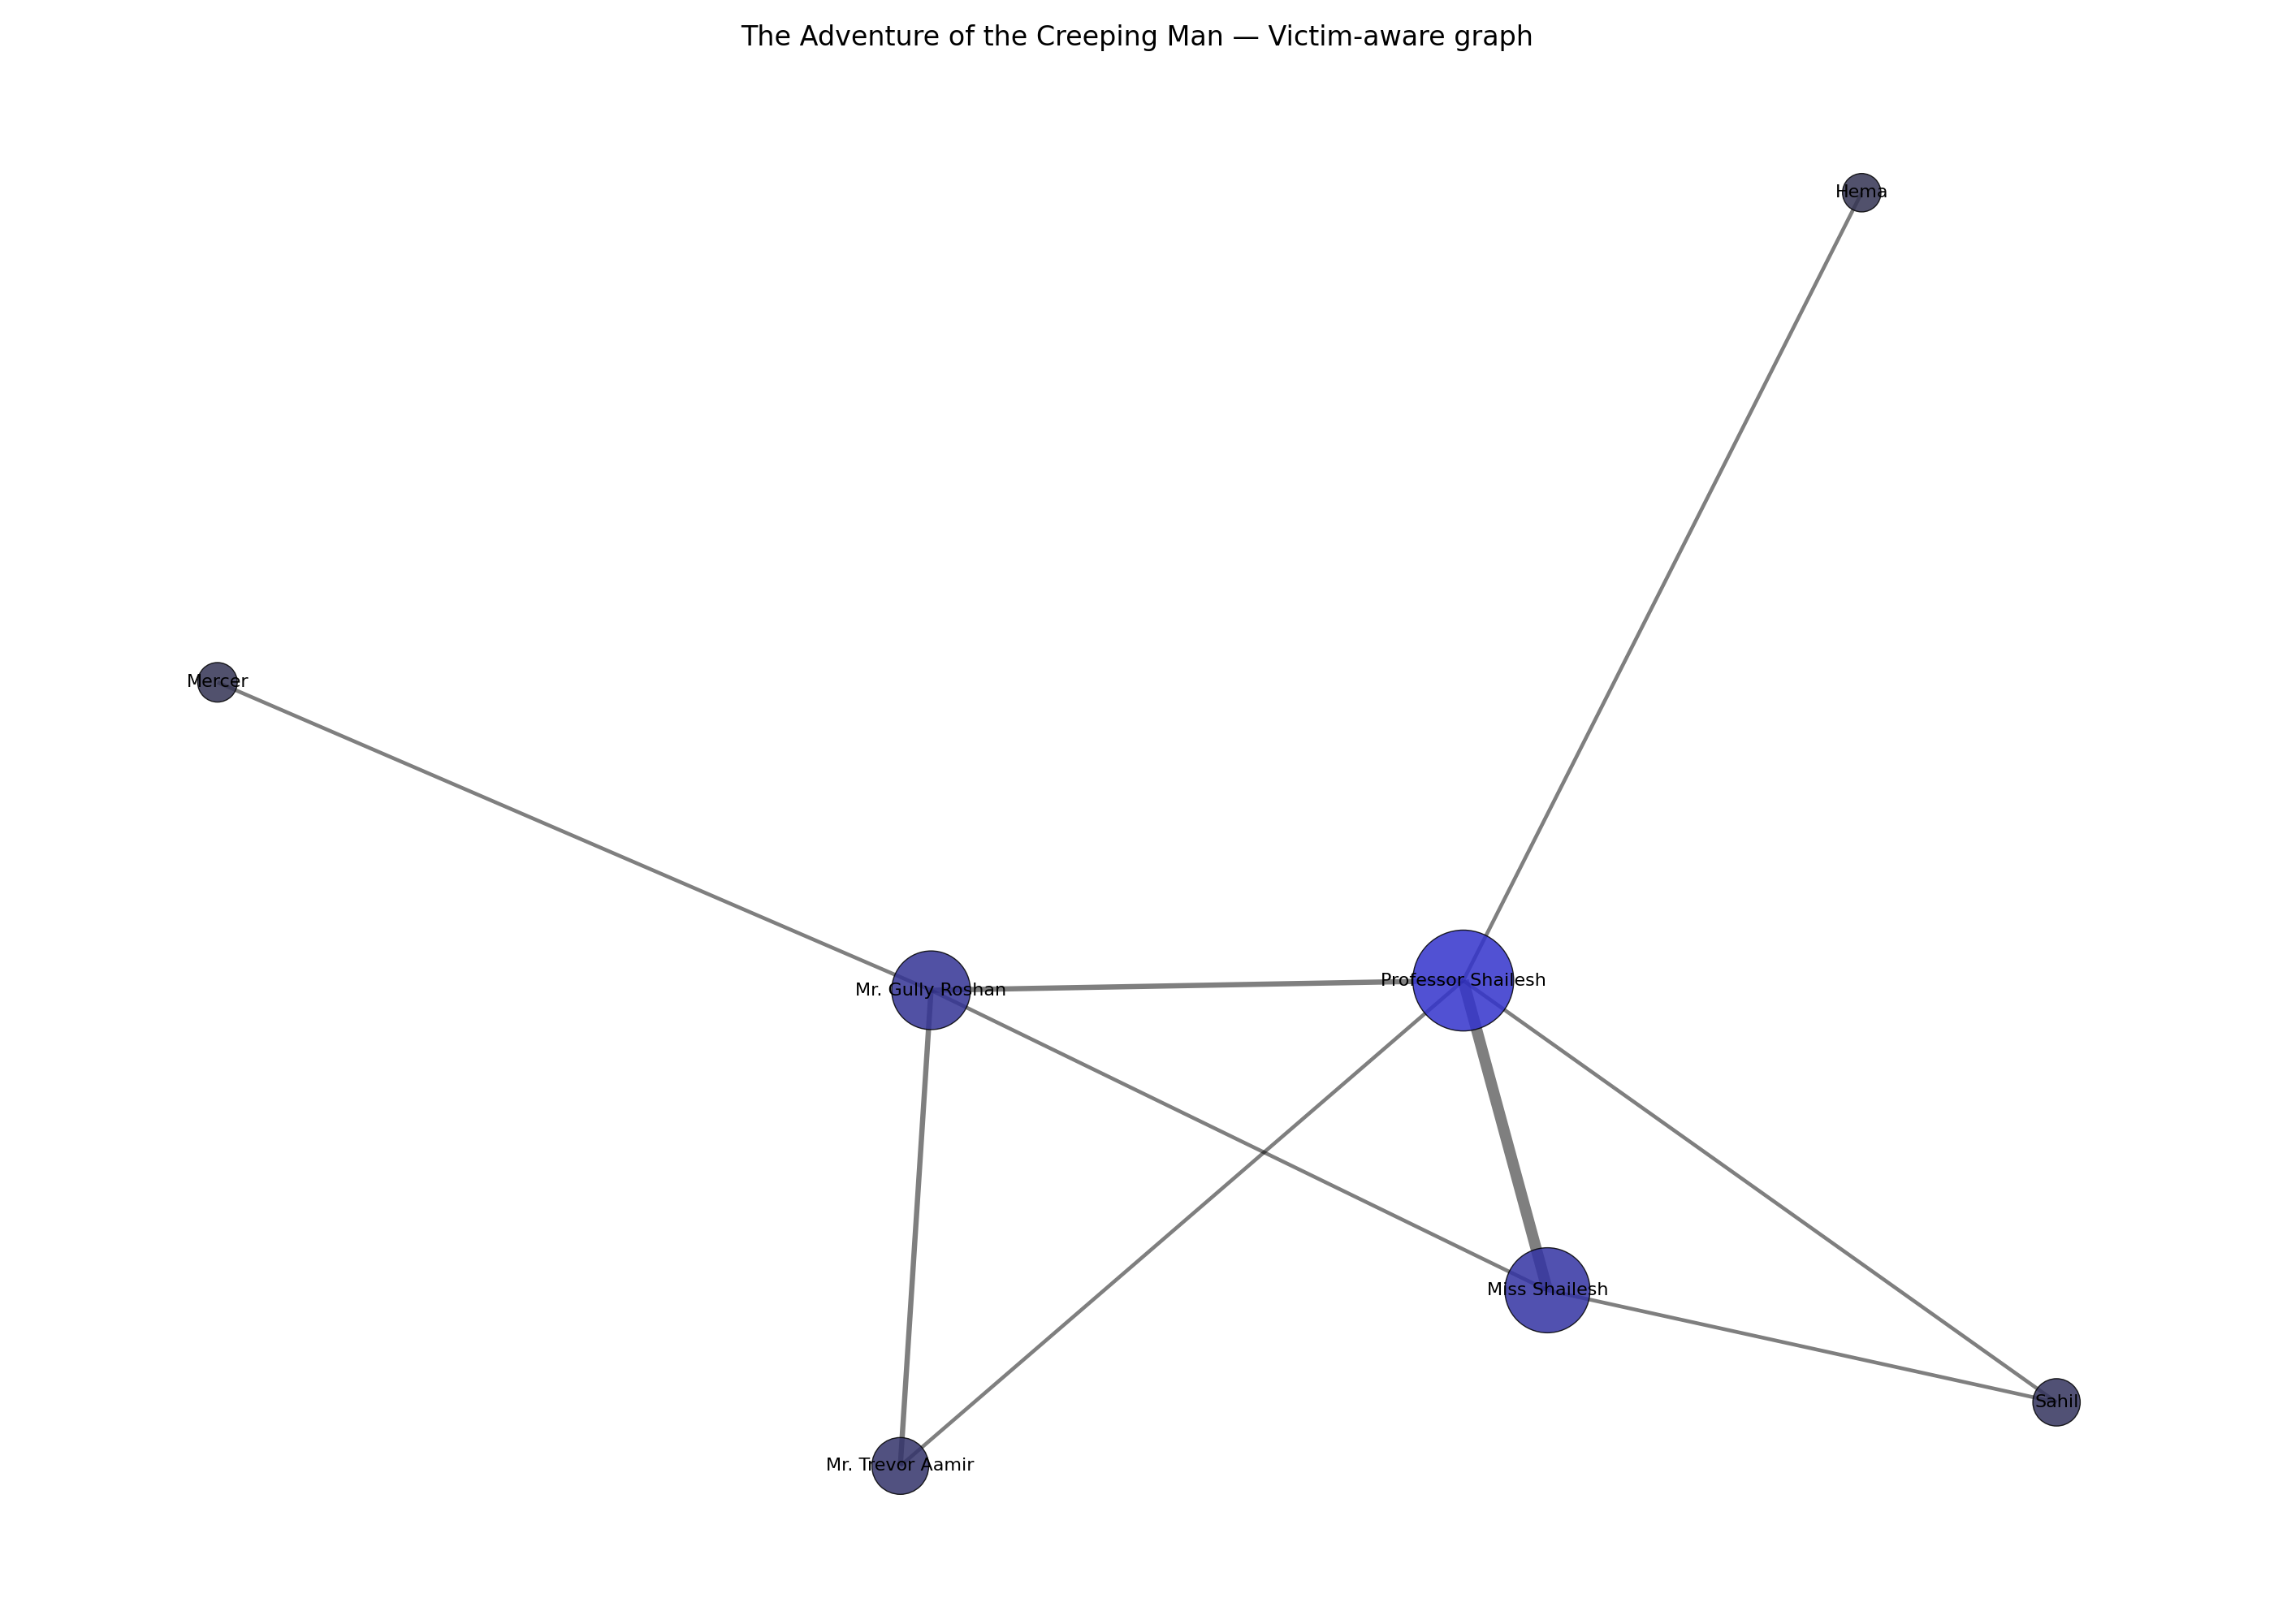 The Adventure of the Creeping Man — Victim-aware graph
Hema
Mercer
Professor Shailesh
Mr. Gully Roshan
Miss Shailesh
Sahil
Mr. Trevor Aamir